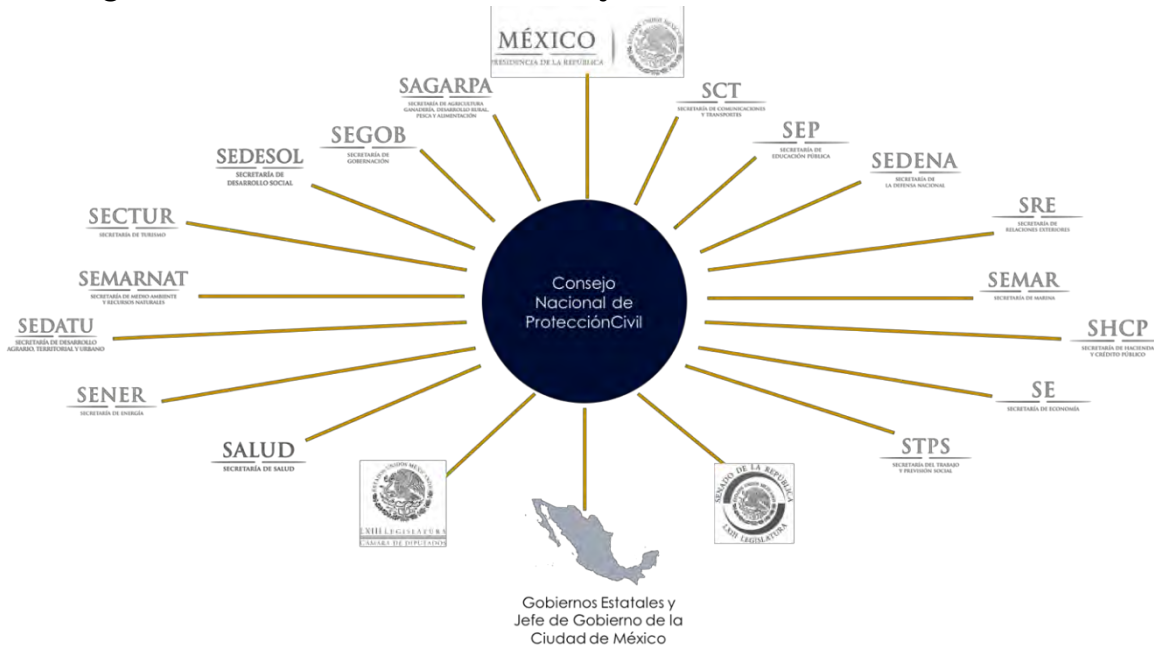 MÉXICO
PRESIDENCIA DE LA REPÚBLICA
SAGARPA
SECRETARÍA DE AGRICULTURA
GANADERÍA, DESARROLLO RURAL,
PESCA Y ALIMENTACIÓN
SCT
SECRETARÍA DE COMUNICACIONES
Y TRANSPORTES
SEGOB
SECRETARÍA DE
GOBERNACIÓN
SEP
SECRETARÍA DE
EDUCACIÓN PÚBLICA
SEDESOL
SECRETARÍA DE
DESARROLLO SOCIAL
SEDENA
SECRETARÍA DE
LA DEFENSA NACIONAL
SECTUR
SECRETARÍA DE TURISMO
SRE
SECRETARÍA DE
RELACIONES EXTERIORES
SEMARNAT
SECRETARÍA DE MEDIO AMBIENTE
Y RECURSOS NATURALES
Consejo
Nacional de
ProtecciónCivil
SEMAR
SECRETARÍA DE MARINA
SEDATU
SECRETARÍA DE DESARROLLO
AGRARIO, TERRITORIAL Y URBANO
SHCP
SECRETARÍA DE HACIENDA
Y CRÉDITO PÚBLICO
SENER
SECRETARÍA DE ENERGÍA
SE
SECRETARÍA DE ECONOMÍA
SALUD
SECRETARÍA DE SALUD
STPS
SECRETARÍA DEL TRABAJO
Y PREVISIÓN SOCIAL
ESTADOS UNIDOS MEXICANOS
LXIII LEGISLATURA
CÁMARA DE DIPUTADOS
SENADO DE LA REPÚBLICA
ESTADOS UNIDOS MEXICANOS
LXIII LEGISLATURA
Gobiernos Estatales y
Jefe de Gobierno de la
Ciudad de México